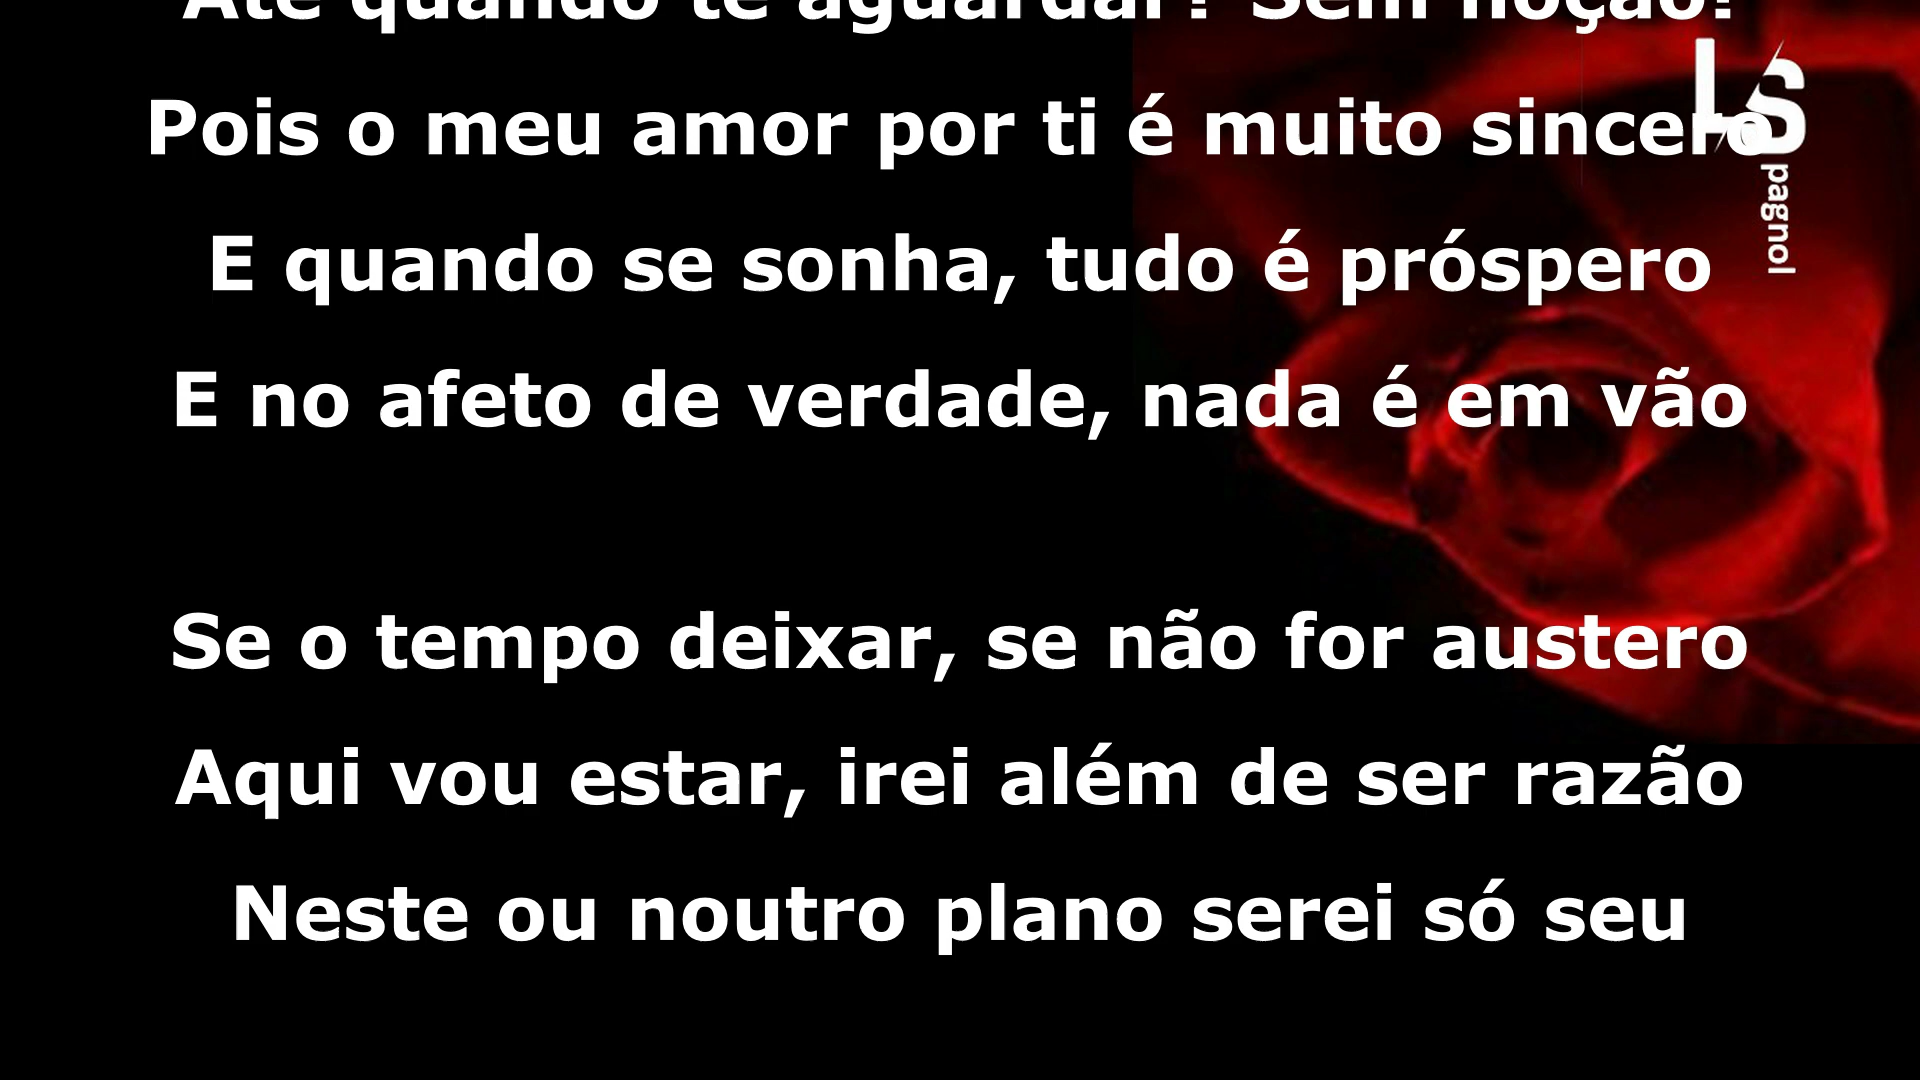 Até quando te aguardar? Sem noção!
Pois o meu amor por ti é muito sincero
E quando se sonha, tudo é próspero
E no afeto de verdade, nada é em vão
Se o tempo deixar, se não for austero
Aqui vou estar, irei além de ser razão
Neste ou noutro plano serei só seu
LS
pagnol